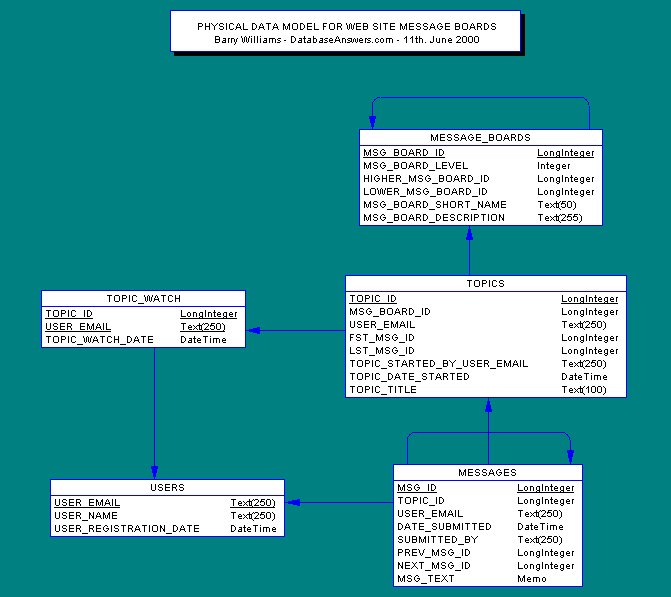 PHYSICAL DATA MODEL FOR WEB SITE MESSAGE BOARDS
Barry Williams - DatabaseAnswers.com - 11th. June 2000
MESSAGE_BOARDS
MSG_BOARD_ID LongInteger
MSG_BOARD_LEVEL Integer
HIGHER_MSG_BOARD_ID LongInteger
LOWER_MSG_BOARD_ID LongInteger
MSG_BOARD_SHORT_NAME Text(50)
MSG_BOARD_DESCRIPTION Text(255)
TOPICS
TOPIC_ID LongInteger
MSG_BOARD_ID LongInteger
USER_EMAIL Text(250)
FST_MSG_ID LongInteger
LST_MSG_ID LongInteger
TOPIC_STARTED_BY_USER_EMAIL Text(250)
TOPIC_DATE_STARTED DateTime
TOPIC_TITLE Text(100)
TOPIC_WATCH
TOPIC_ID LongInteger
USER_EMAIL Text(250)
TOPIC_WATCH_DATE DateTime
USERS
USER_EMAIL Text(250)
USER_NAME Text(250)
USER_REGISTRATION_DATE DateTime
MESSAGES
MSG_ID LongInteger
TOPIC_ID LongInteger
USER_EMAIL Text(250)
DATE_SUBMITTED DateTime
SUBMITTED_BY Text(250)
PREV_MSG_ID LongInteger
NEXT_MSG_ID LongInteger
MSG_TEXT Memo